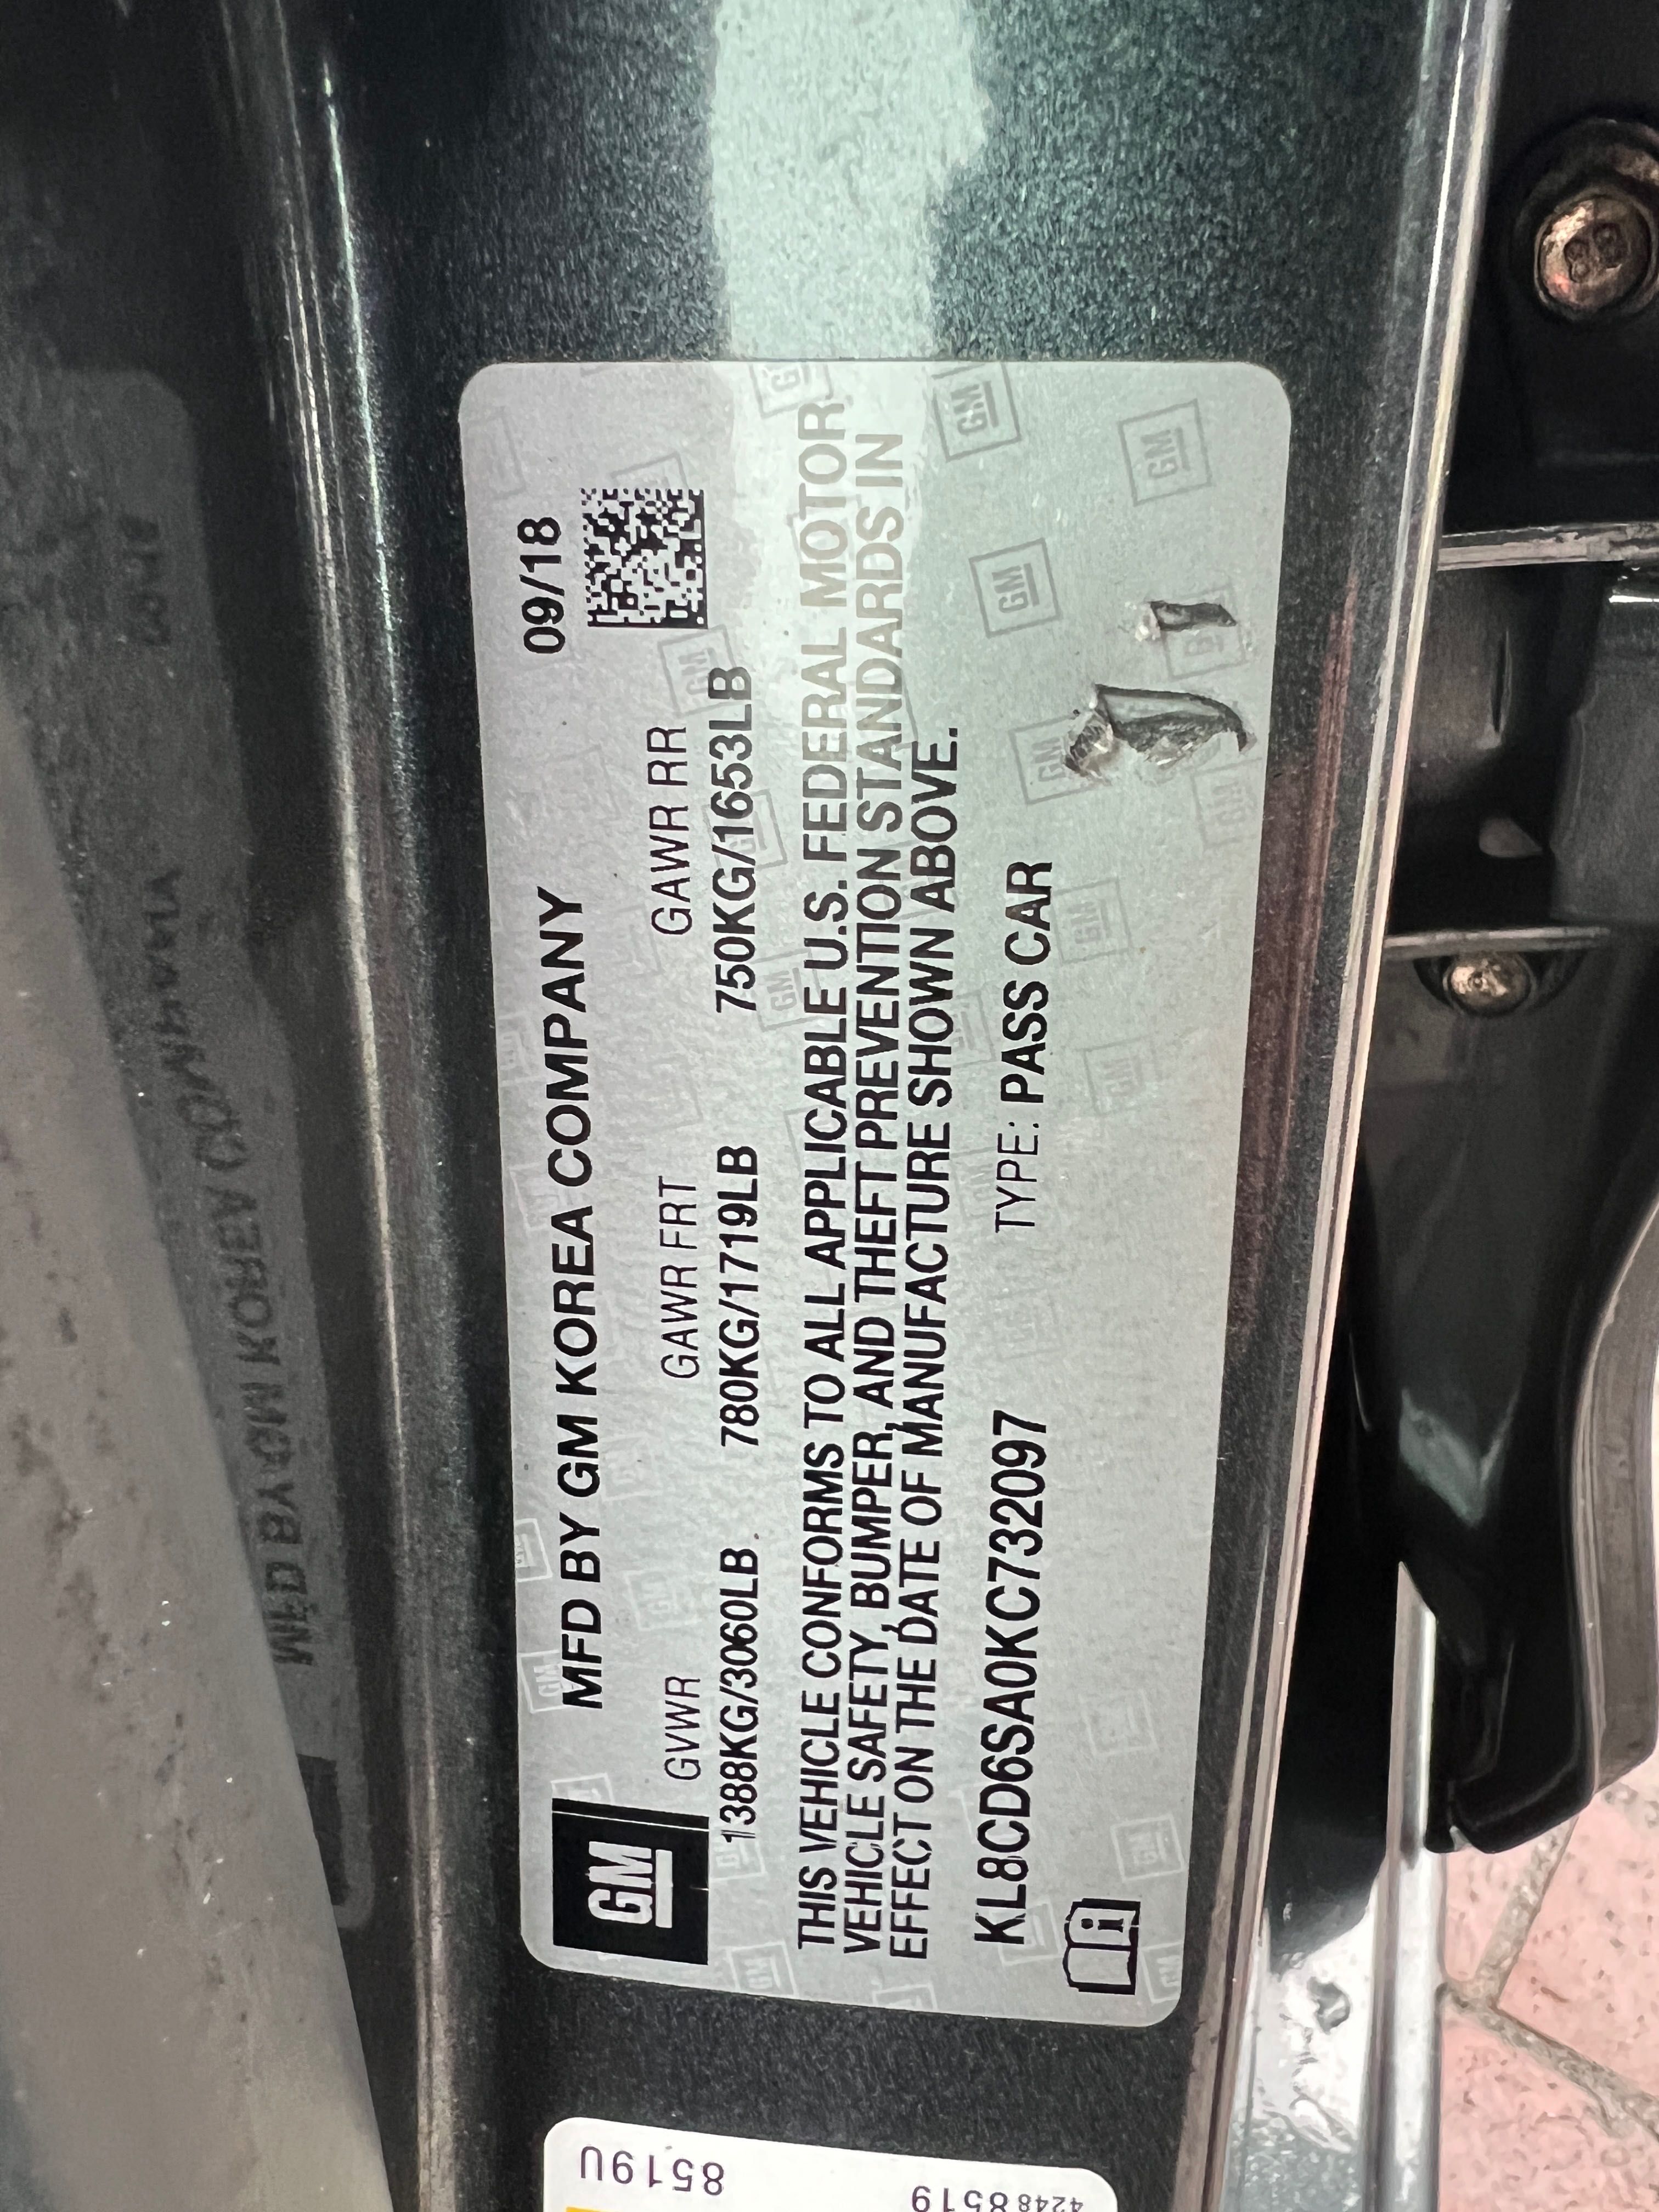 GM
MFD BY GM KOREA COMPANY 09/18
GVWR GAWR FRT GAWR RR
1388KG/3060LB 780KG/1719LB 750KG/1653LB
THIS VEHICLE CONFORMS TO ALL APPLICABLE U.S. FEDERAL MOTOR
VEHICLE SAFETY, BUMPER, AND THEFT PREVENTION STANDARDS IN
EFFECT ON THE DATE OF MANUFACTURE SHOWN ABOVE.
KL8CD6SA0KC732097 TYPE: PASS CAR
8519U
42488519